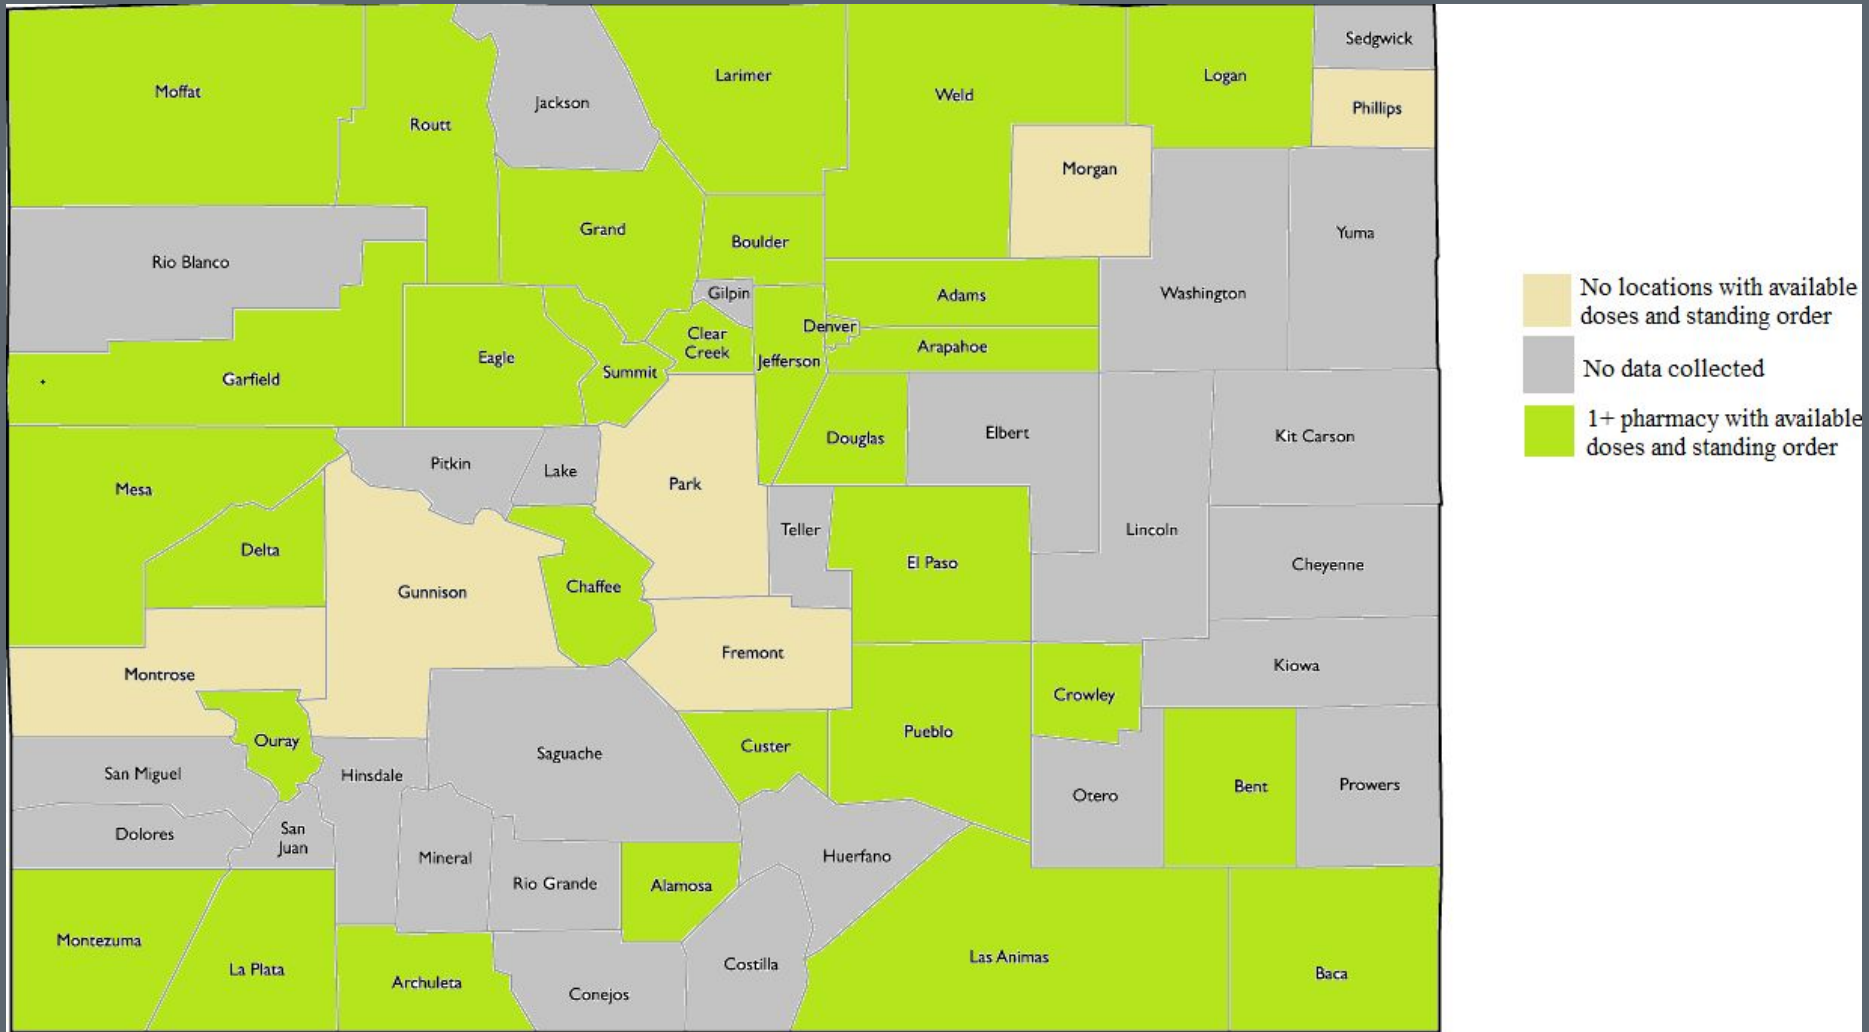 Sedgwick
Larimer
Logan
Moffat
Weld
Jackson
Phillips
Routt
Morgan
Grand
Yuma
Boulder
Rio Blanco
Gilpin
Adams
Washington
Denver
Clear
Creek
Arapahoe
Eagle
Jefferson
Summit
Garfield
Douglas
Elbert
Kit Carson
Pitkin
Lake
Park
Mesa
Teller
Lincoln
Delta
El Paso
Cheyenne
Chaffee
Gunnison
Fremont
Kiowa
Montrose
Crowley
Pueblo
Ouray
Custer
Saguache
San Miguel
Hinsdale
Prowers
Bent
Otero
Dolores
San
Juan
Mineral
Huerfano
Rio Grande
Alamosa
Montezuma
Las Animas
Costilla
La Plata
Baca
Archuleta
Conejos
No locations with available
doses and standing order
No data collected
1+ pharmacy with available
doses and standing order